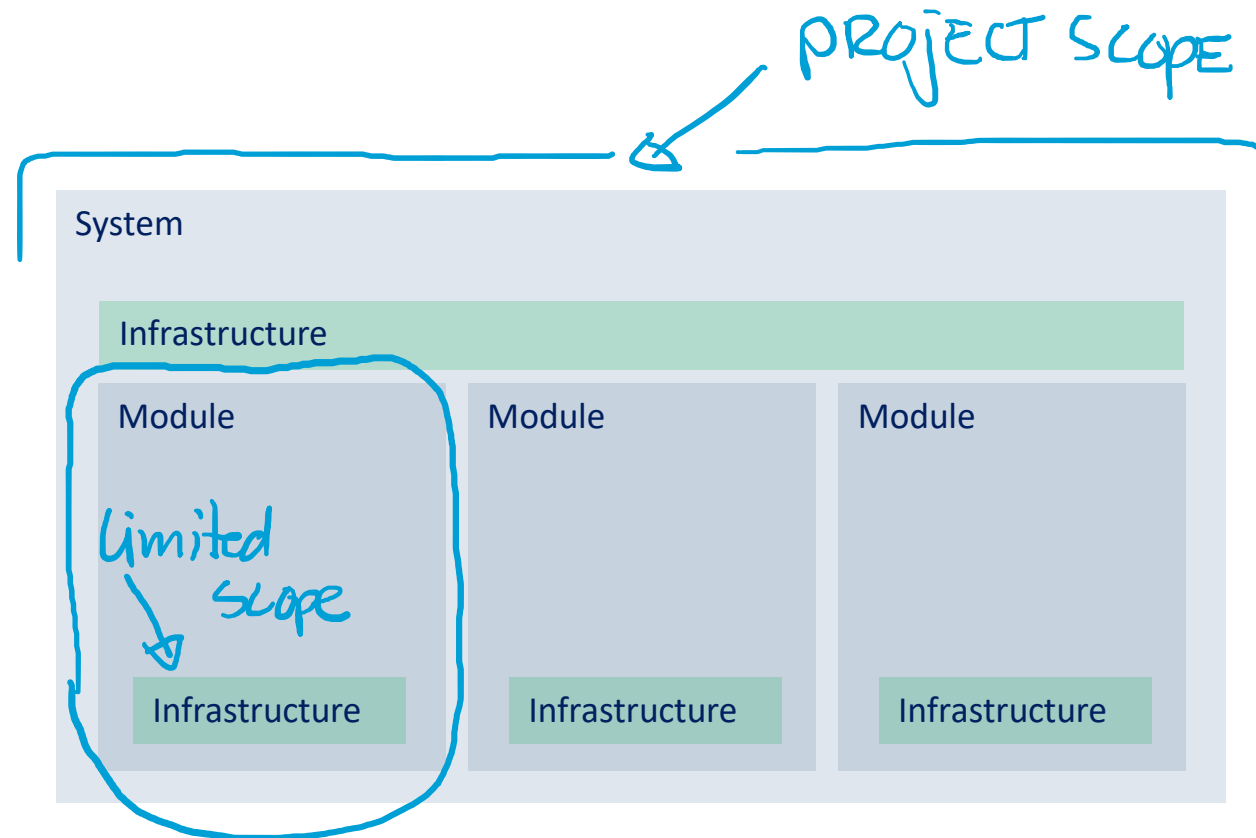 PROJECT SCOPE
System
Infrastructure
Module
Module
Module
Limited
scope
Infrastructure
Infrastructure
Infrastructure